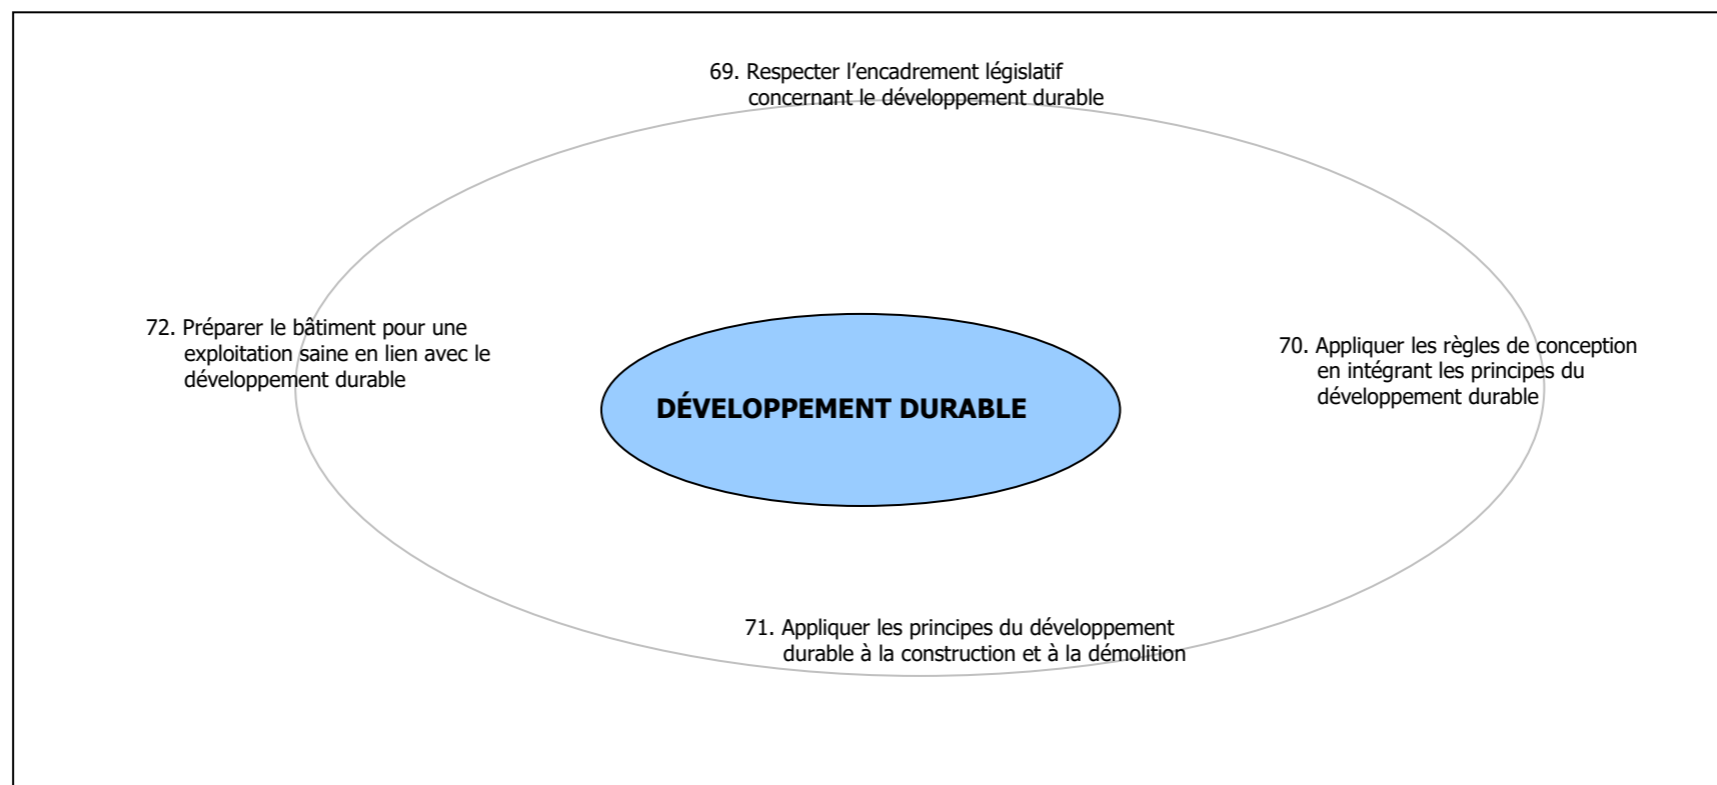 69. Respecter l’encadrement législatif
concernant le développement durable
72. Préparer le bâtiment pour une
exploitation saine en lien avec le
développement durable
70. Appliquer les règles de conception
en intégrant les principes du
développement durable
DÉVELOPPEMENT DURABLE
71. Appliquer les principes du développement
durable à la construction et à la démolition